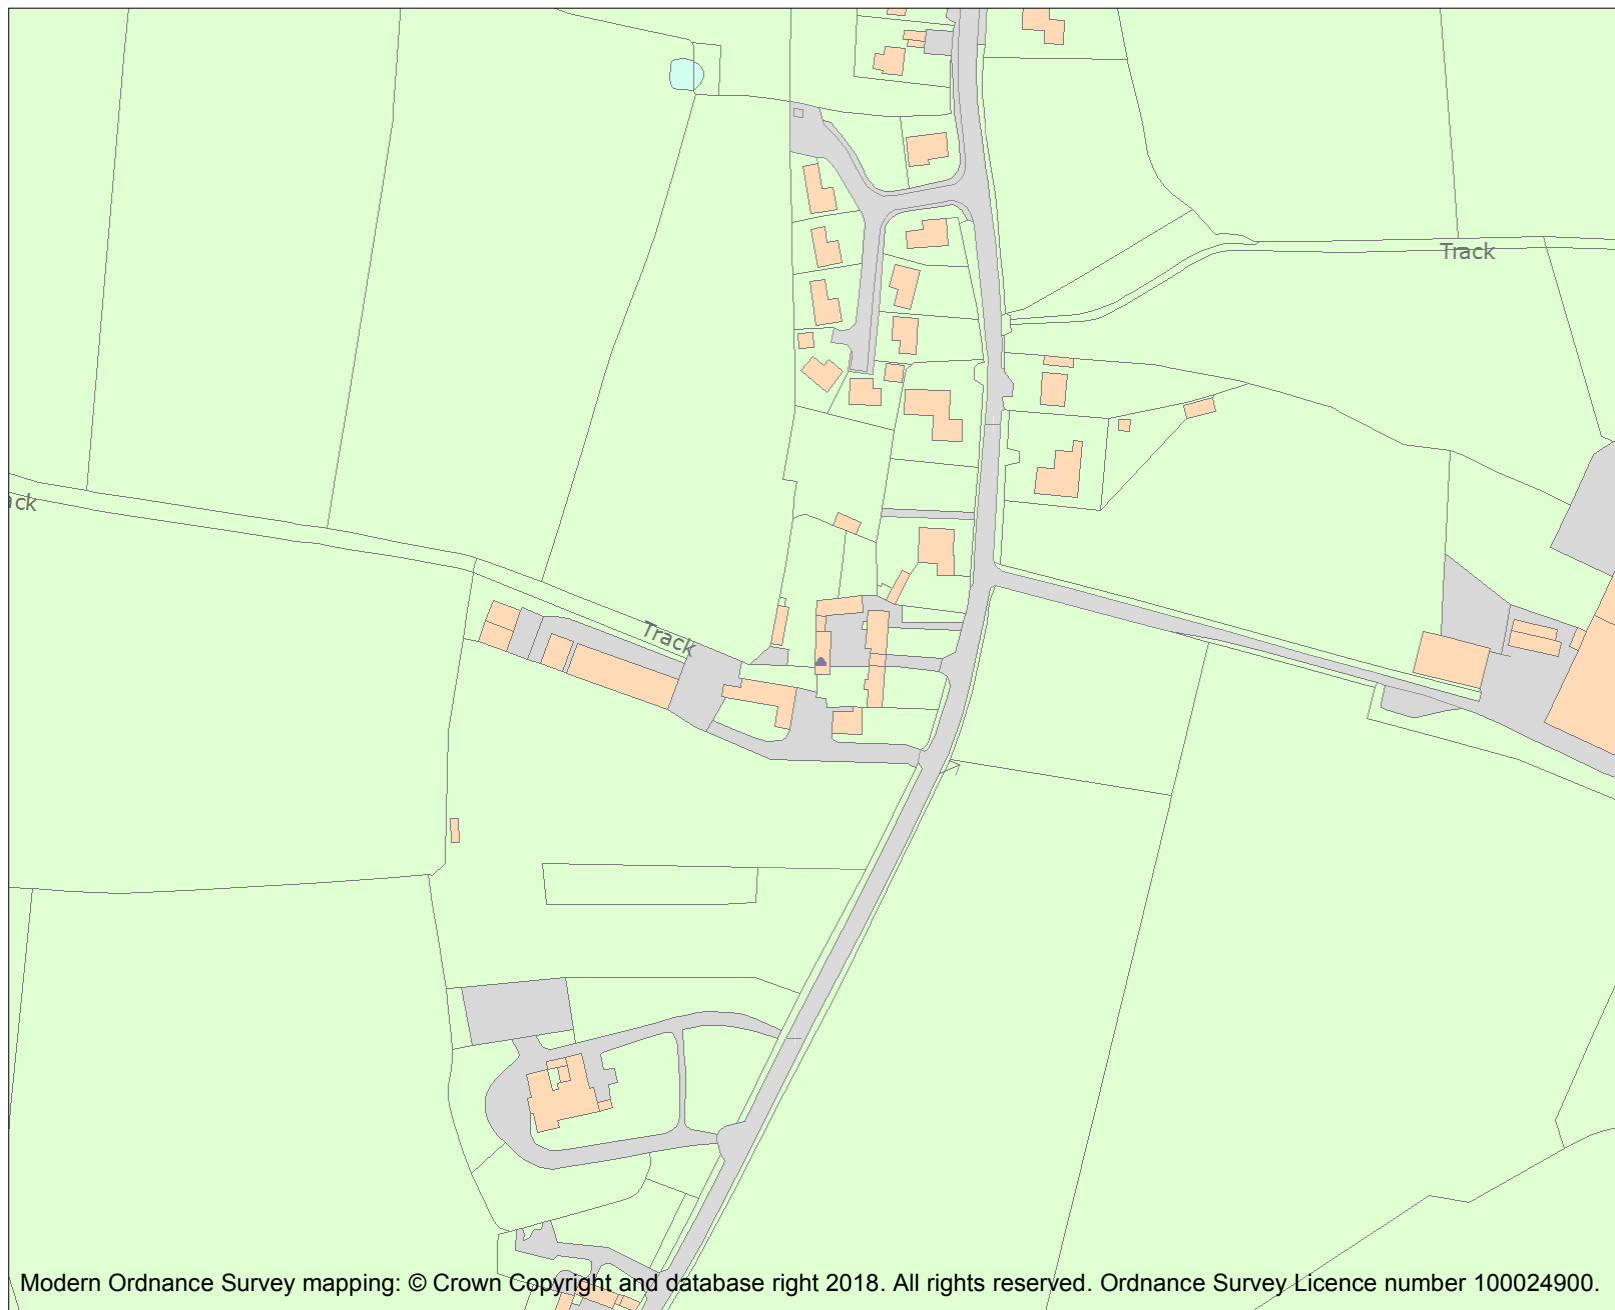 Track
ack
Track
Modern Ordnance Survey mapping: © Crown Copyright and database right 2018. All rights reserved. Ordnance Survey Licence number 100024900.